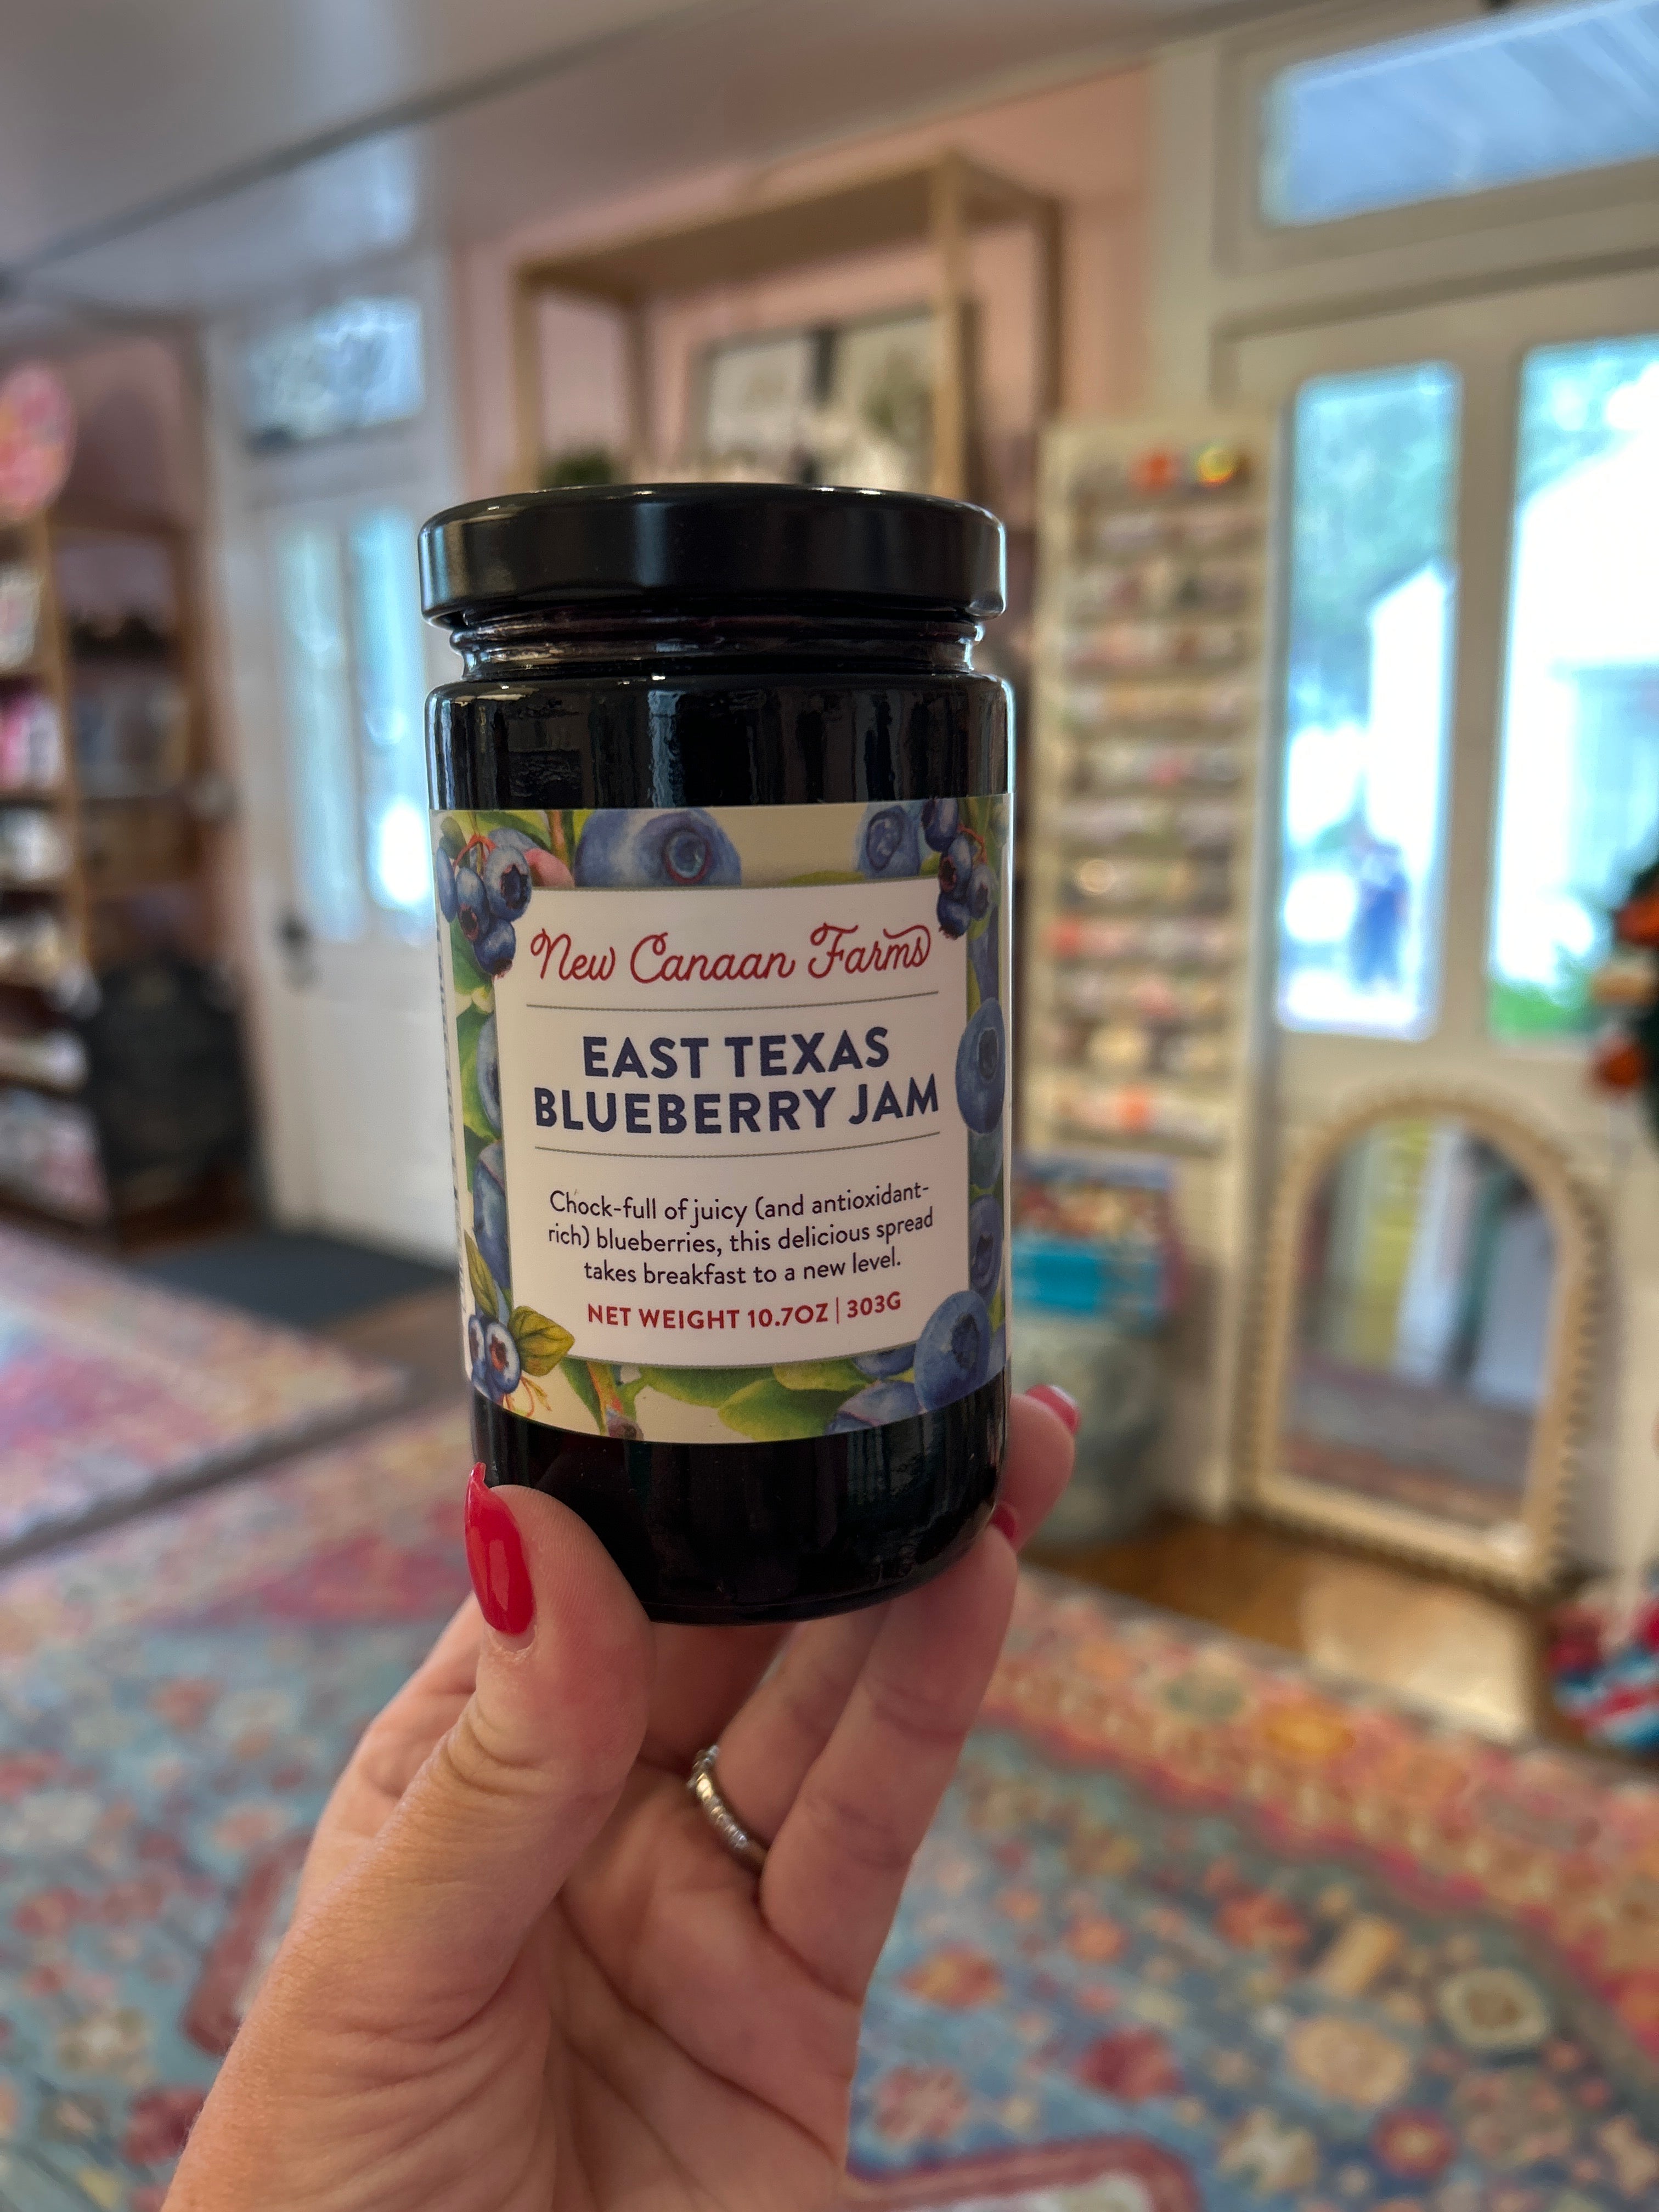 New Canaan Farms
EAST TEXAS
BLUEBERRY JAM
Chock-full of juicy (and antioxidant-
rich) blueberries, this delicious spread
takes breakfast to a new level.
NET WEIGHT 10.7OZ | 303G